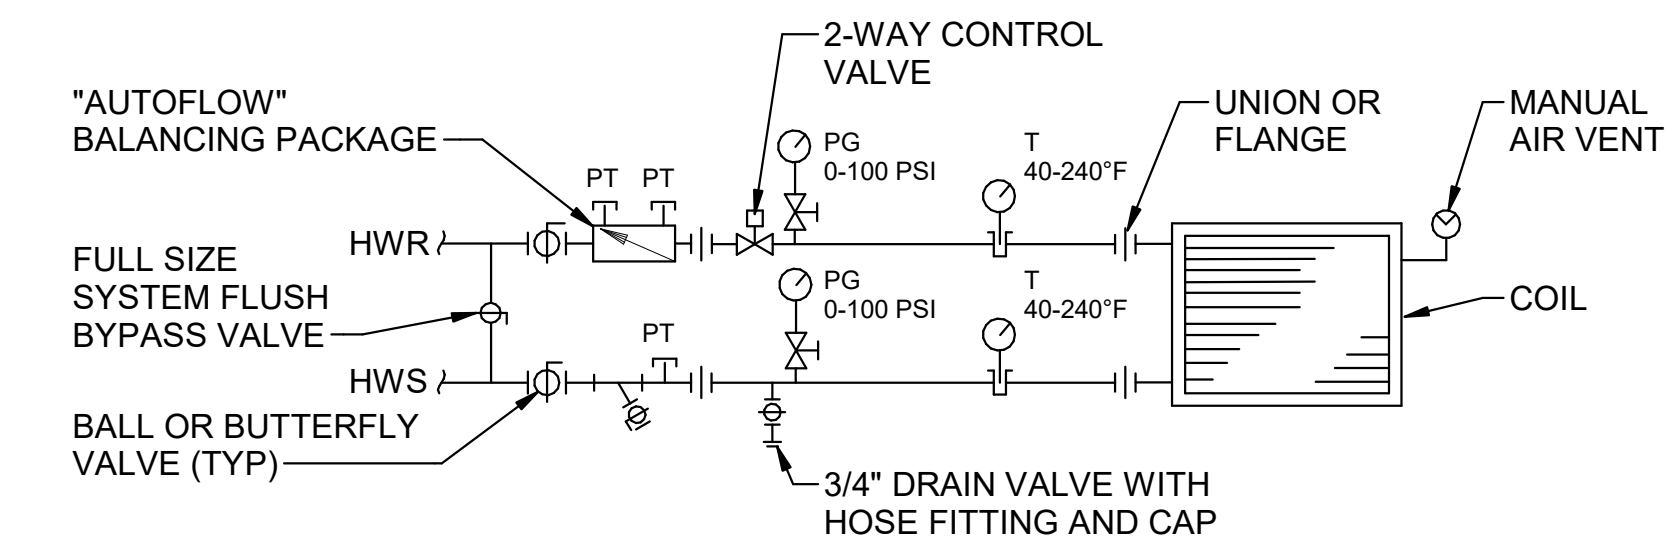 2-WAY CONTROL
VALVE
"AUTOFLOW"
BALANCING PACKAGE
UNION OR
FLANGE
MANUAL
AIR VENT
PG
0-100 PSI
T
40-240°F
PT PT
HWR
FULL SIZE
SYSTEM FLUSH
BYPASS VALVE
PG
0-100 PSI
T
40-240°F
COIL
PT
HWS
BALL OR BUTTERFLY
VALVE (TYP)
3/4" DRAIN VALVE WITH
HOSE FITTING AND CAP